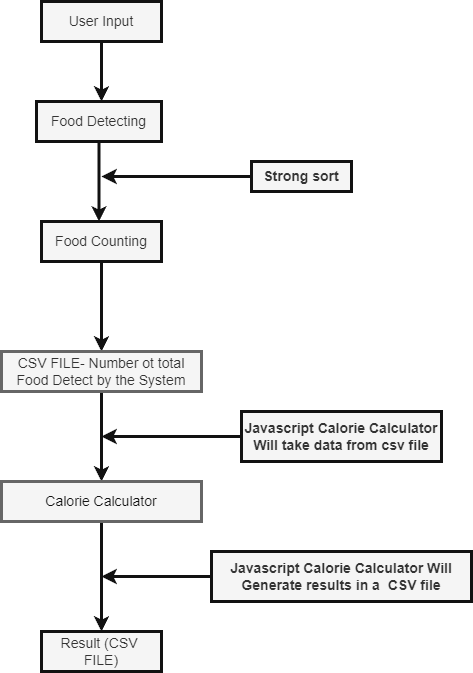 User Input
Food Detecting
Strong sort
Food Counting
CSV FILE- Number ot total
Food Detect by the System
Javascript Calorie Calculator
Will take data from csv file
Calorie Calculator
Javascript Calorie Calculator Will
Generate results in a CSV file
Result (CSV
FILE)